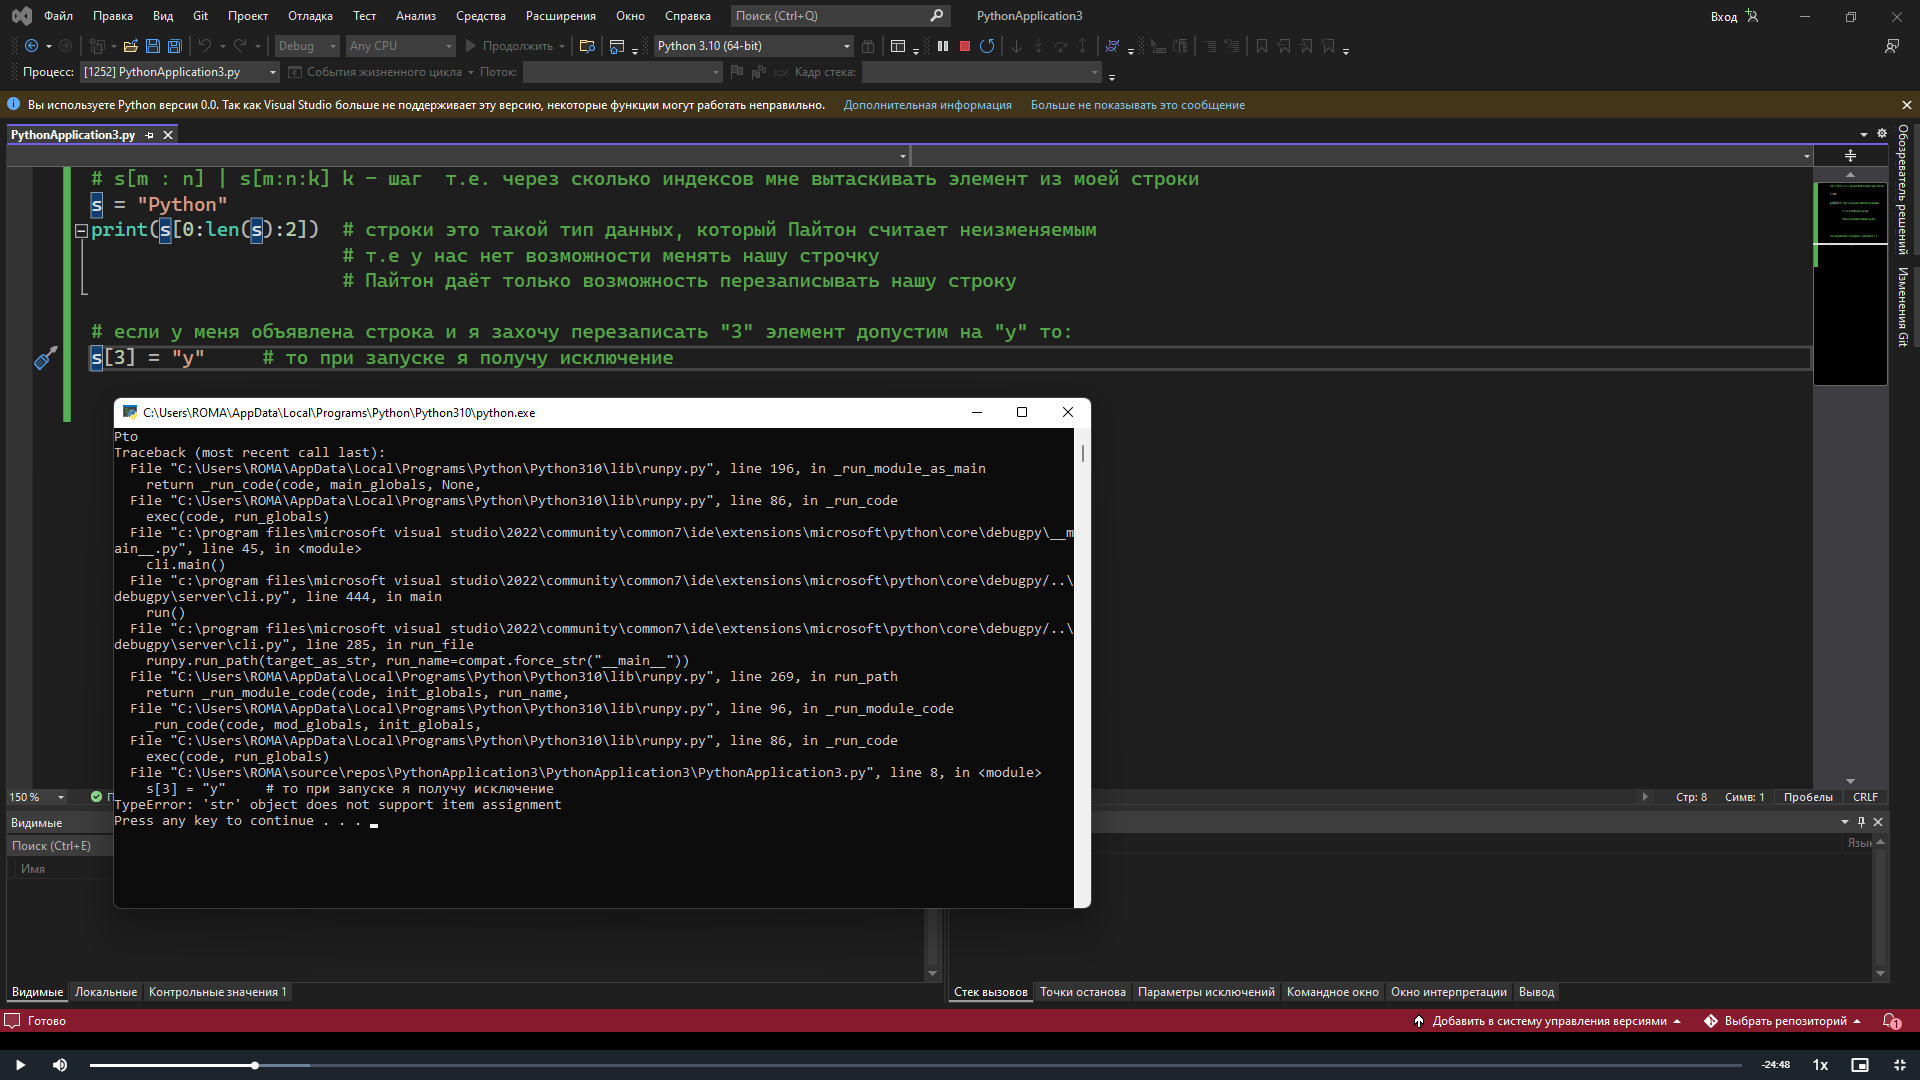 Файл Правка Вид Git Проект Отладка Тест Анализ Средства Расширения Окно Справка Поиск (Ctrl+Q) PythonApplication3 Вход
Debug Any CPU Продолжить Python 3.10 (64-bit)
Процесс: [1252] PythonApplication3.py События жизненного цикла Поток: Кадр стека:
Вы используете Python версии 0.0. Так как Visual Studio больше не поддерживает эту версию, некоторые функции могут работать неправильно. Дополнительная информация Больше не показывать это сообщение
PythonApplication3.py
# s[m : n] | s[m:n:k] k - шаг  т.е. через сколько индексов мне вытаскивать элемент из моей строки
s = "Python"
print(s[0:len(s):2])  # строки это такой тип данных, который Пайтон считает неизменяемым
# т.е у нас нет возможности менять нашу строчку
# Пайтон даёт только возможность перезаписывать нашу строку
# если у меня объявлена строка и я захочу перезаписать "3" элемент допустим на "y" то:
s[3] = "y"     # то при запуске я получу исключение
Обозреватель решений
Изменения Git
C:\Users\ROMA\AppData\Local\Programs\Python\Python310\python.exe
Pto
Traceback (most recent call last):
File "C:\Users\ROMA\AppData\Local\Programs\Python\Python310\lib\runpy.py", line 196, in _run_module_as_main
return _run_code(code, main_globals, None,
File "C:\Users\ROMA\AppData\Local\Programs\Python\Python310\lib\runpy.py", line 86, in _run_code
exec(code, run_globals)
File "c:\program files\microsoft visual studio\2022\community\common7\ide\extensions\microsoft\python\core\debugpy\__m
ain__.py", line 45, in <module>
cli.main()
File "c:\program files\microsoft visual studio\2022\community\common7\ide\extensions\microsoft\python\core\debugpy/..\
debugpy\server\cli.py", line 444, in main
run()
File "c:\program files\microsoft visual studio\2022\community\common7\ide\extensions\microsoft\python\core\debugpy/..\
debugpy\server\cli.py", line 285, in run_file
runpy.run_path(target_as_str, run_name=compat.force_str("__main__"))
File "C:\Users\ROMA\AppData\Local\Programs\Python\Python310\lib\runpy.py", line 269, in run_path
return _run_module_code(code, init_globals, run_name,
File "C:\Users\ROMA\AppData\Local\Programs\Python\Python310\lib\runpy.py", line 96, in _run_module_code
_run_code(code, mod_globals, init_globals,
File "C:\Users\ROMA\AppData\Local\Programs\Python\Python310\lib\runpy.py", line 86, in _run_code
exec(code, run_globals)
File "C:\Users\ROMA\source\repos\PythonApplication3\PythonApplication3\PythonApplication3.py", line 8, in <module>
s[3] = "y"     # то при запуске я получу исключение
TypeError: 'str' object does not support item assignment
Press any key to continue . . .
150 % Стр: 8 Симв: 1 Пробелы CRLF
Видимые
Поиск (Ctrl+E)
Имя
Язык
Видимые Локальные Контрольные значения 1 Стек вызовов Точки останова Параметры исключений Командное окно Окно интерпретации Вывод
Готово Добавить в систему управления версиями Выбрать репозиторий 1
-24:48 1x